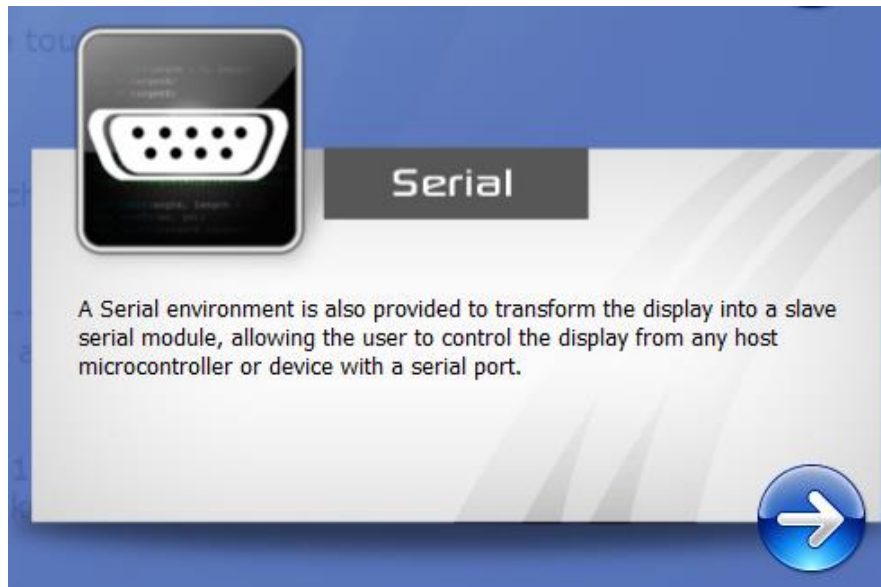 Serial
A Serial environment is also provided to transform the display into a slave
serial module, allowing the user to control the display from any host
microcontroller or device with a serial port.